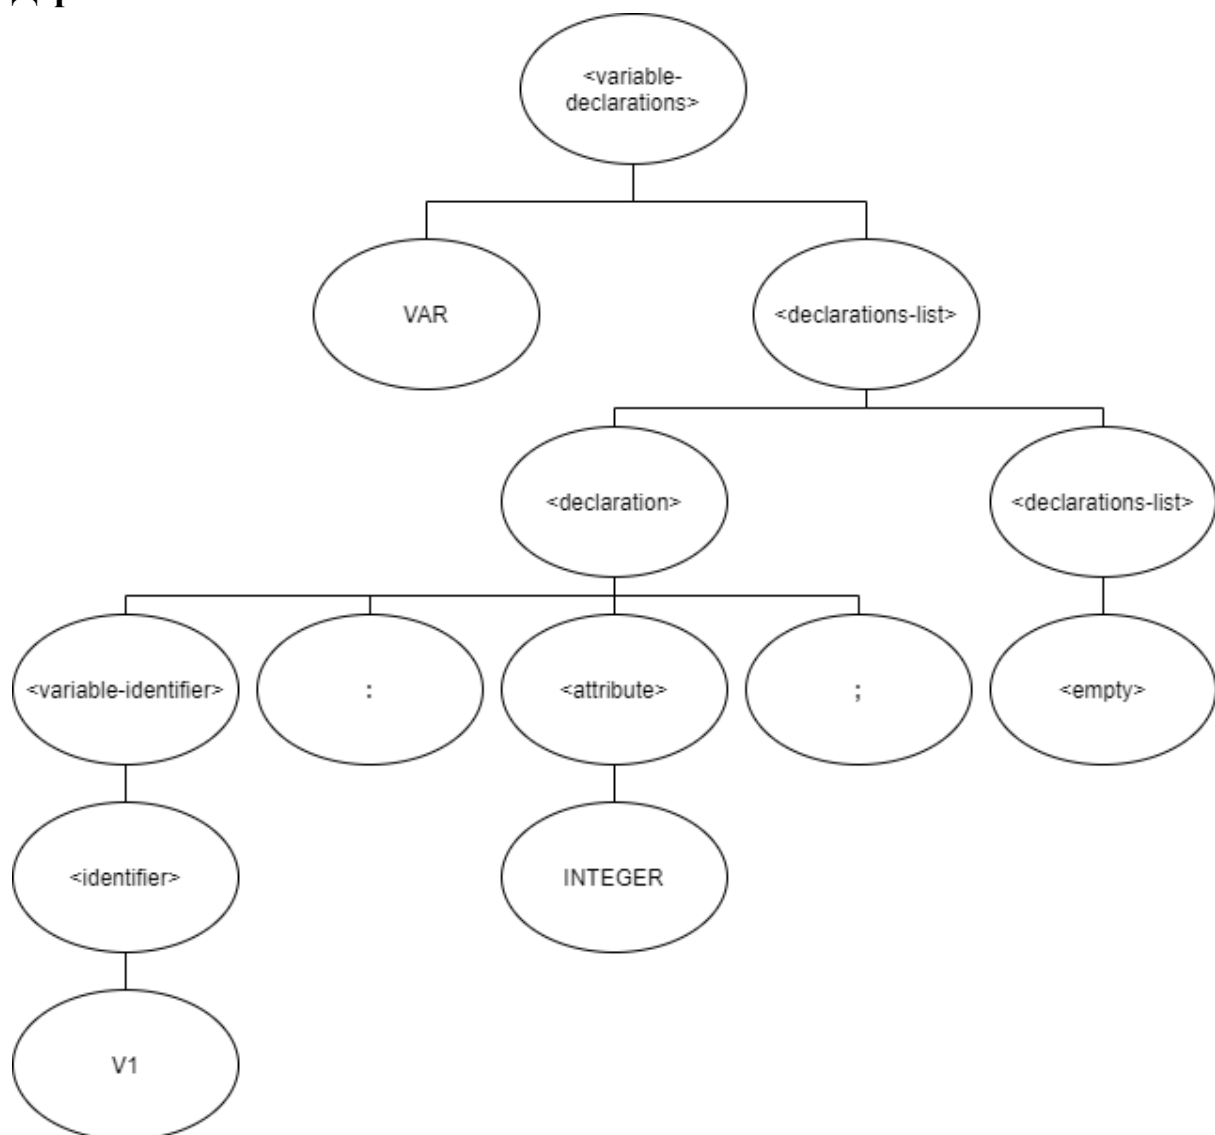 <variable-
declarations>
VAR
<declarations-list>
<declaration>
<declarations-list>
<variable-identifier>
:
<attribute>
;
<empty>
<identifier>
INTEGER
V1